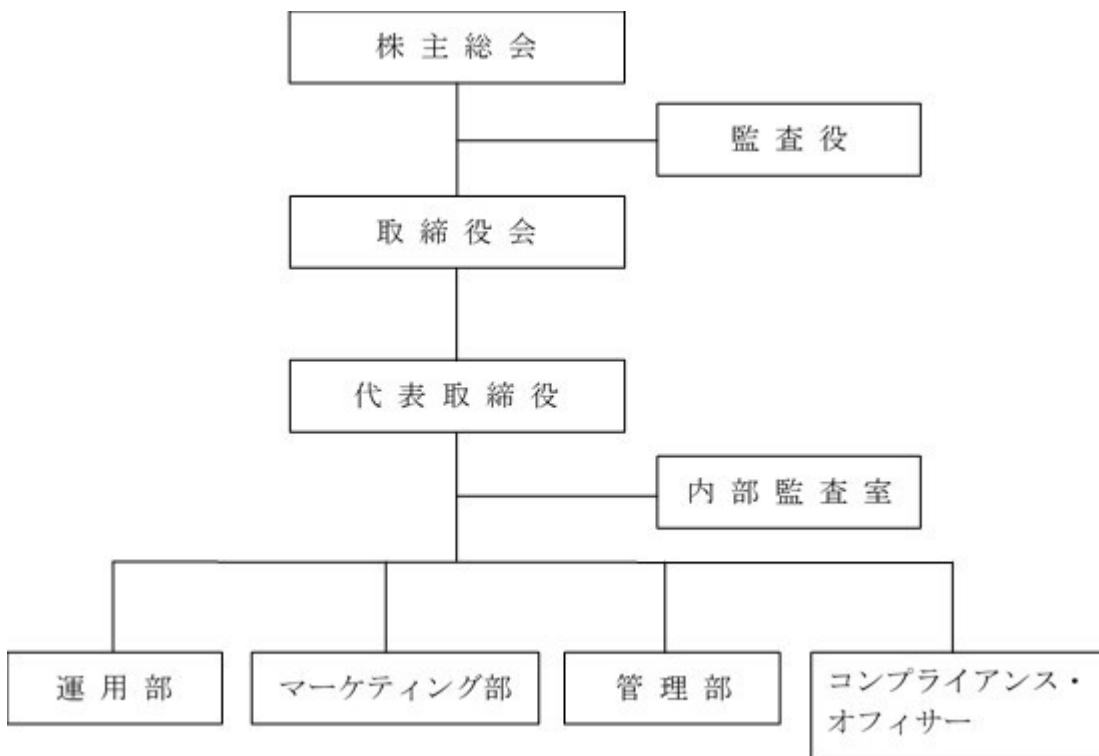 株主総会
監査役
取締役会
代表取締役
内部監査室
運用部
マーケティング部
管理部
コンプライアンス・
オフィサー